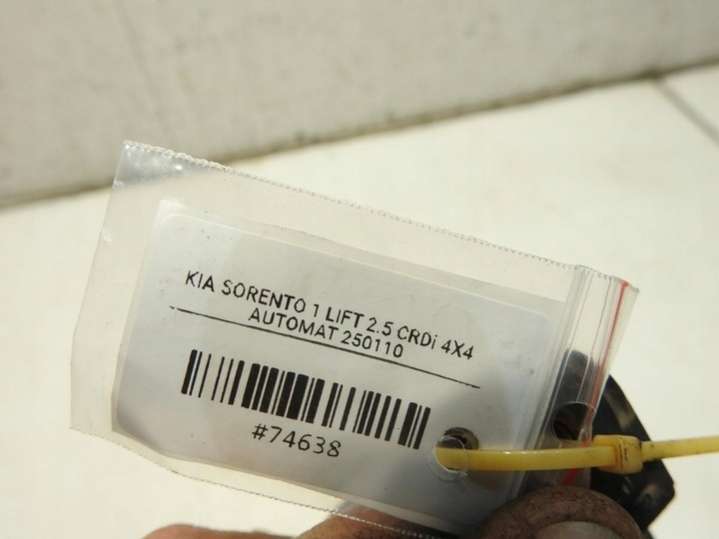 KIA SORENTO 1 LIFT 2.5 CRDi 4X4
AUTOMAT 250110
#74638